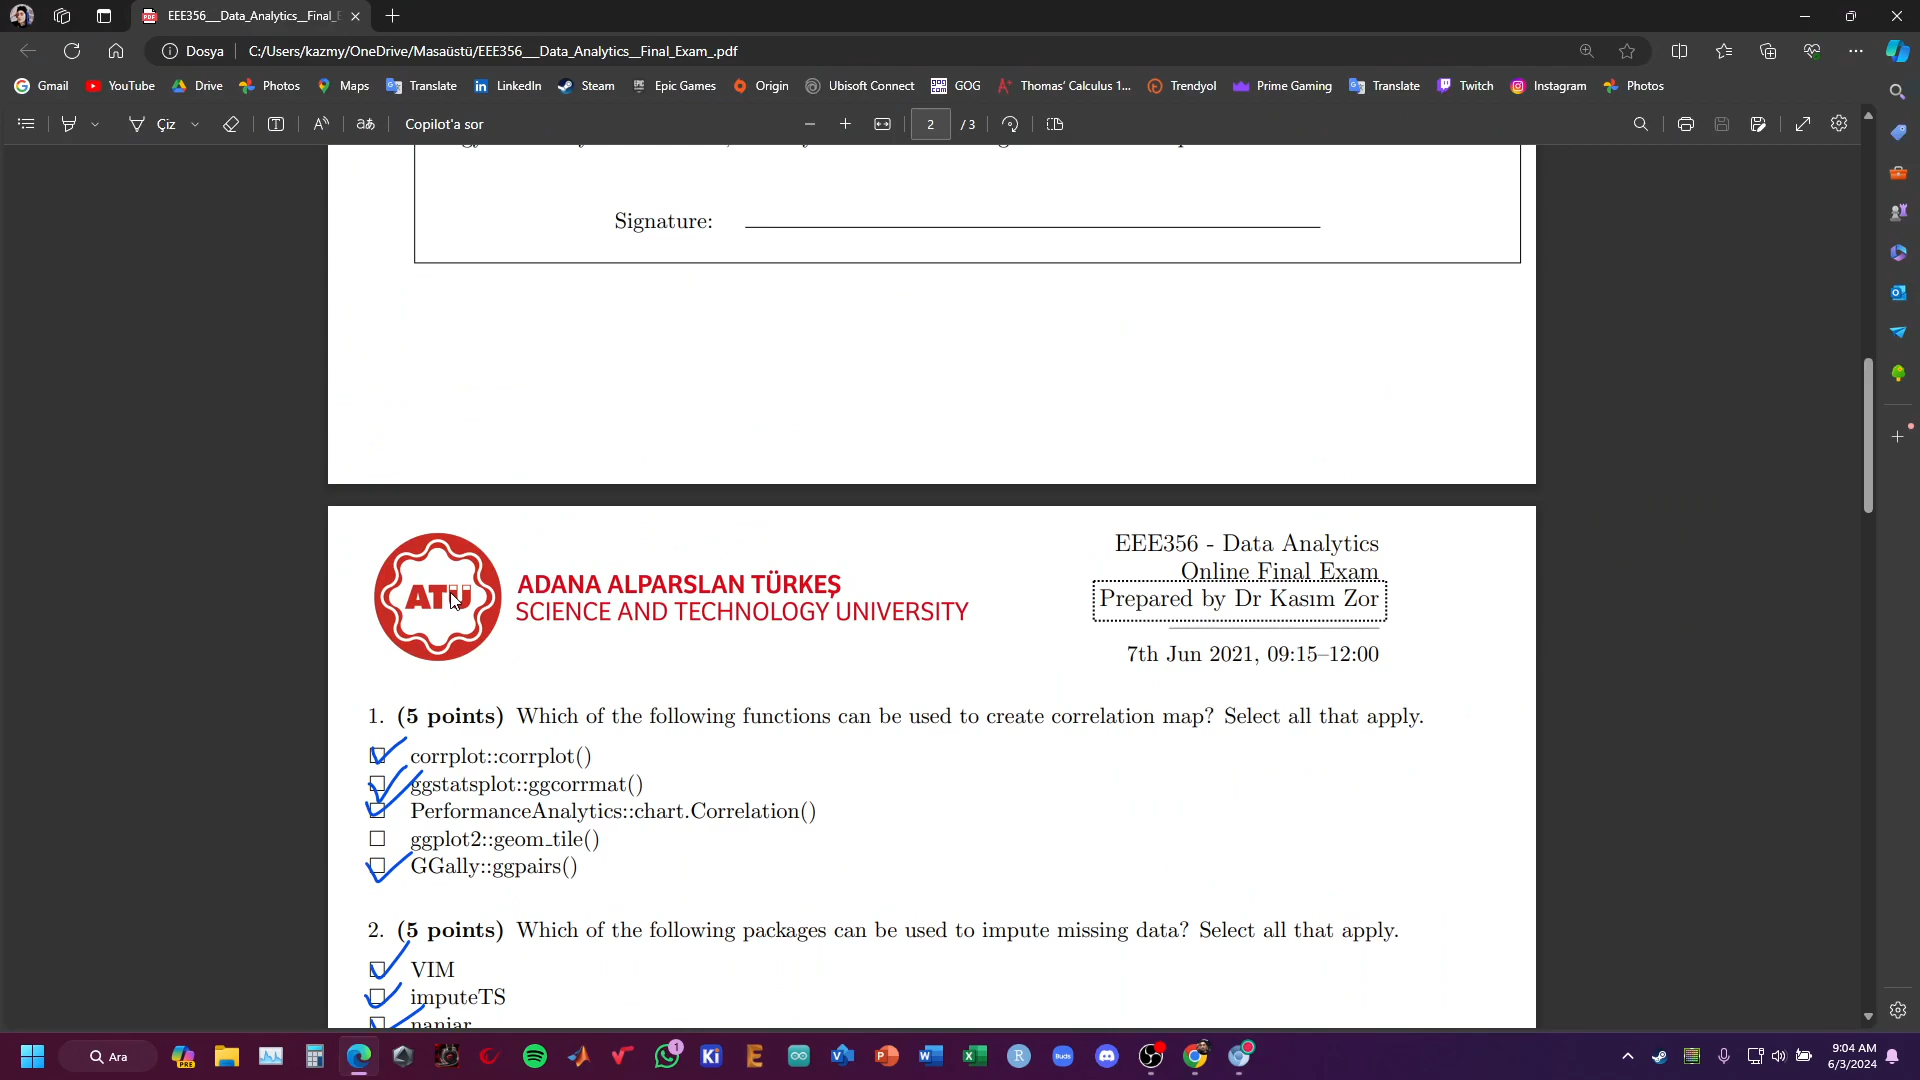 EEE356___Data_Analytics__Final_E
Dosya
C:/Users/kazmy/OneDrive/Masaüstü/EEE356___Data_Analytics__Final_Exam_.pdf
Gmail
YouTube
Drive
Photos
Maps
Translate
LinkedIn
Steam
Epic Games
Origin
Ubisoft Connect
GOG
Thomas' Calculus 1...
Trendyol
Prime Gaming
Translate
Twitch
Instagram
Photos
Çiz
aあ
Copilot'a sor
2
/ 3
Signature:
ATÜ
ADANA ALPARSLAN TÜRKEŞ
SCIENCE AND TECHNOLOGY UNIVERSITY
EEE356 - Data Analytics
Online Final Exam
Prepared by Dr Kasım Zor
7th Jun 2021, 09:15–12:00
1. (5 points) Which of the following functions can be used to create correlation map? Select all that apply.
corrplot::corrplot()
ggstatsplot::ggcorrmat()
PerformanceAnalytics::chart.Correlation()
ggplot2::geom_tile()
GGally::ggpairs()
2. (5 points) Which of the following packages can be used to impute missing data? Select all that apply.
VIM
imputeTS
naniar
Ara
9:04 AM
6/3/2024